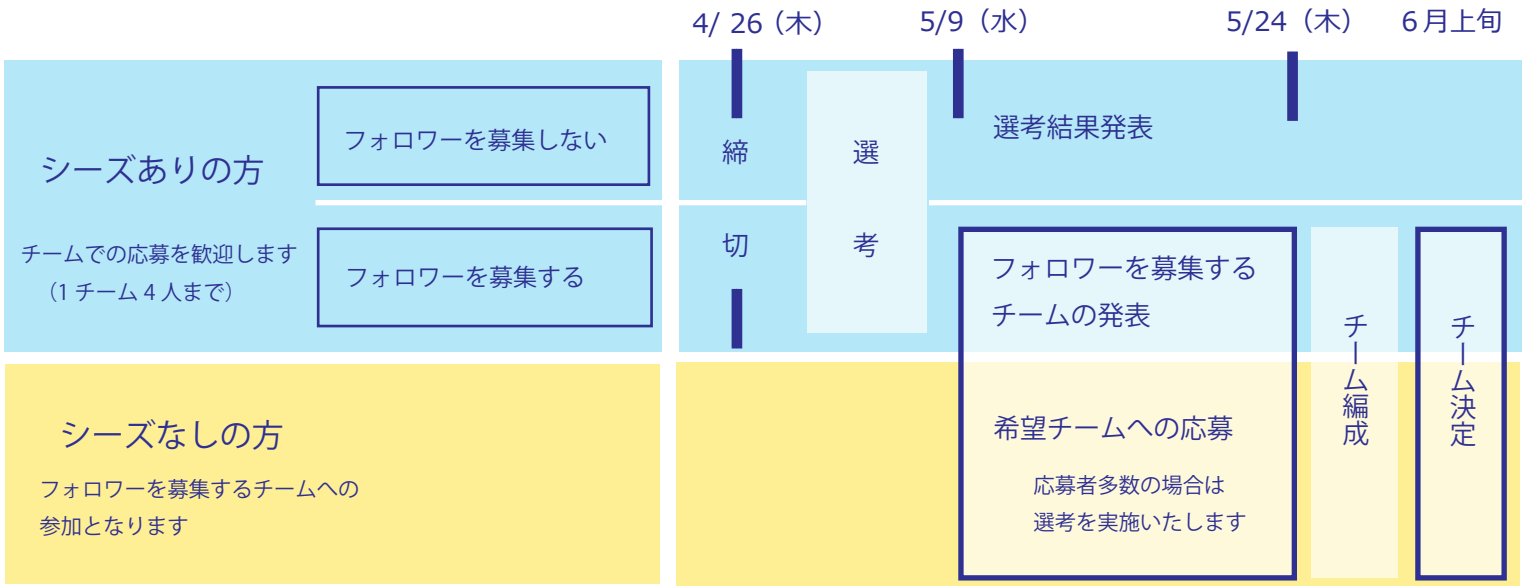 4/ 26（木）
5/9（水）
5/24（木）
6月上旬
シーズありの方
チームでの応募を歓迎します
（1 チーム 4 人まで）
フォロワーを募集しない
フォロワーを募集する
締切
選考
選考結果発表
フォロワーを募集する
チームの発表
シーズなしの方
フォロワーを募集するチームへの
参加となります
希望チームへの応募
応募者多数の場合は
選考を実施いたします
チーム編成
チーム決定